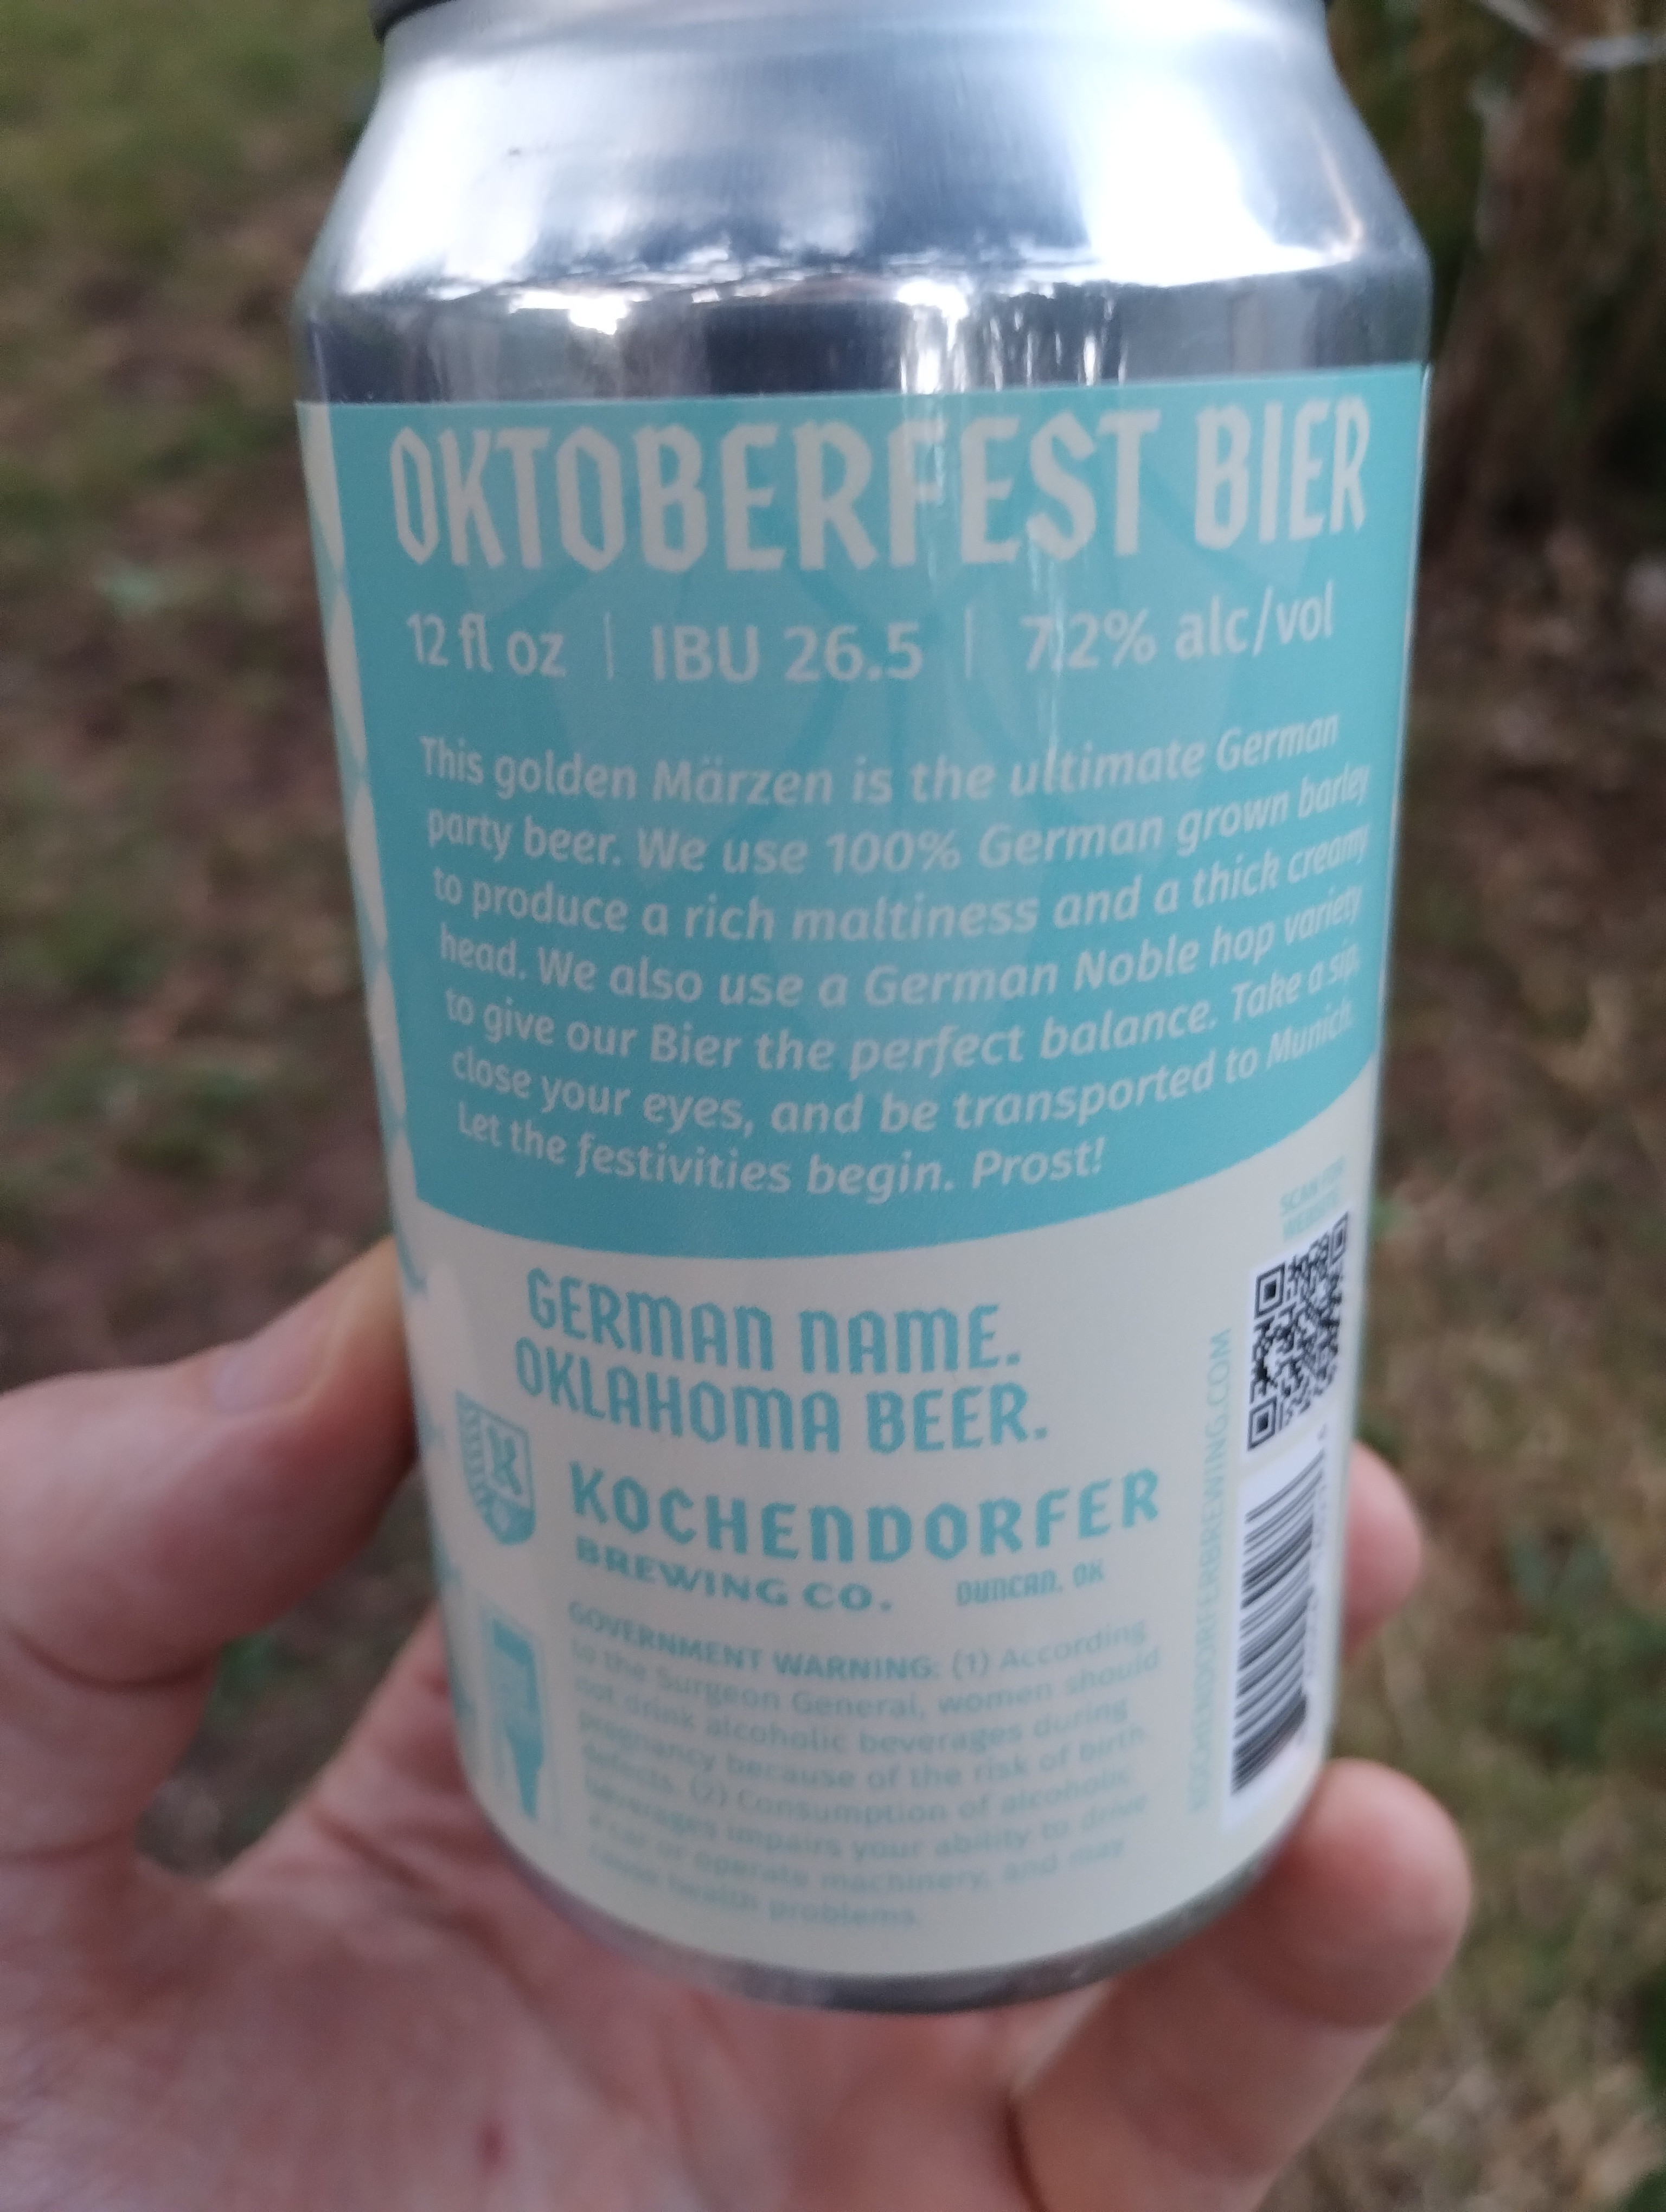 OKTOBERFEST BIER
12 fl oz | IBU 26.5 | 7.2% alc/vol
This golden Märzen is the ultimate German
party beer. We use 100% German grown barley
to produce a rich maltiness and a thick creamy
head. We also use a German Noble hop variety
to give our Bier the perfect balance. Take a sip,
close your eyes, and be transported to Munich.
Let the festivities begin. Prost!
GERMAN NAME.
OKLAHOMA BEER.
K
KOCHENDORFER
BREWING CO. DUNCAN, OK
GOVERNMENT WARNING: (1) According
to the Surgeon General, women should
not drink alcoholic beverages during
pregnancy because of the risk of birth
defects. (2) Consumption of alcoholic
beverages impairs your ability to drive
a car or operate machinery, and may
cause health problems.
KOCHENDORFERBREWING.COM